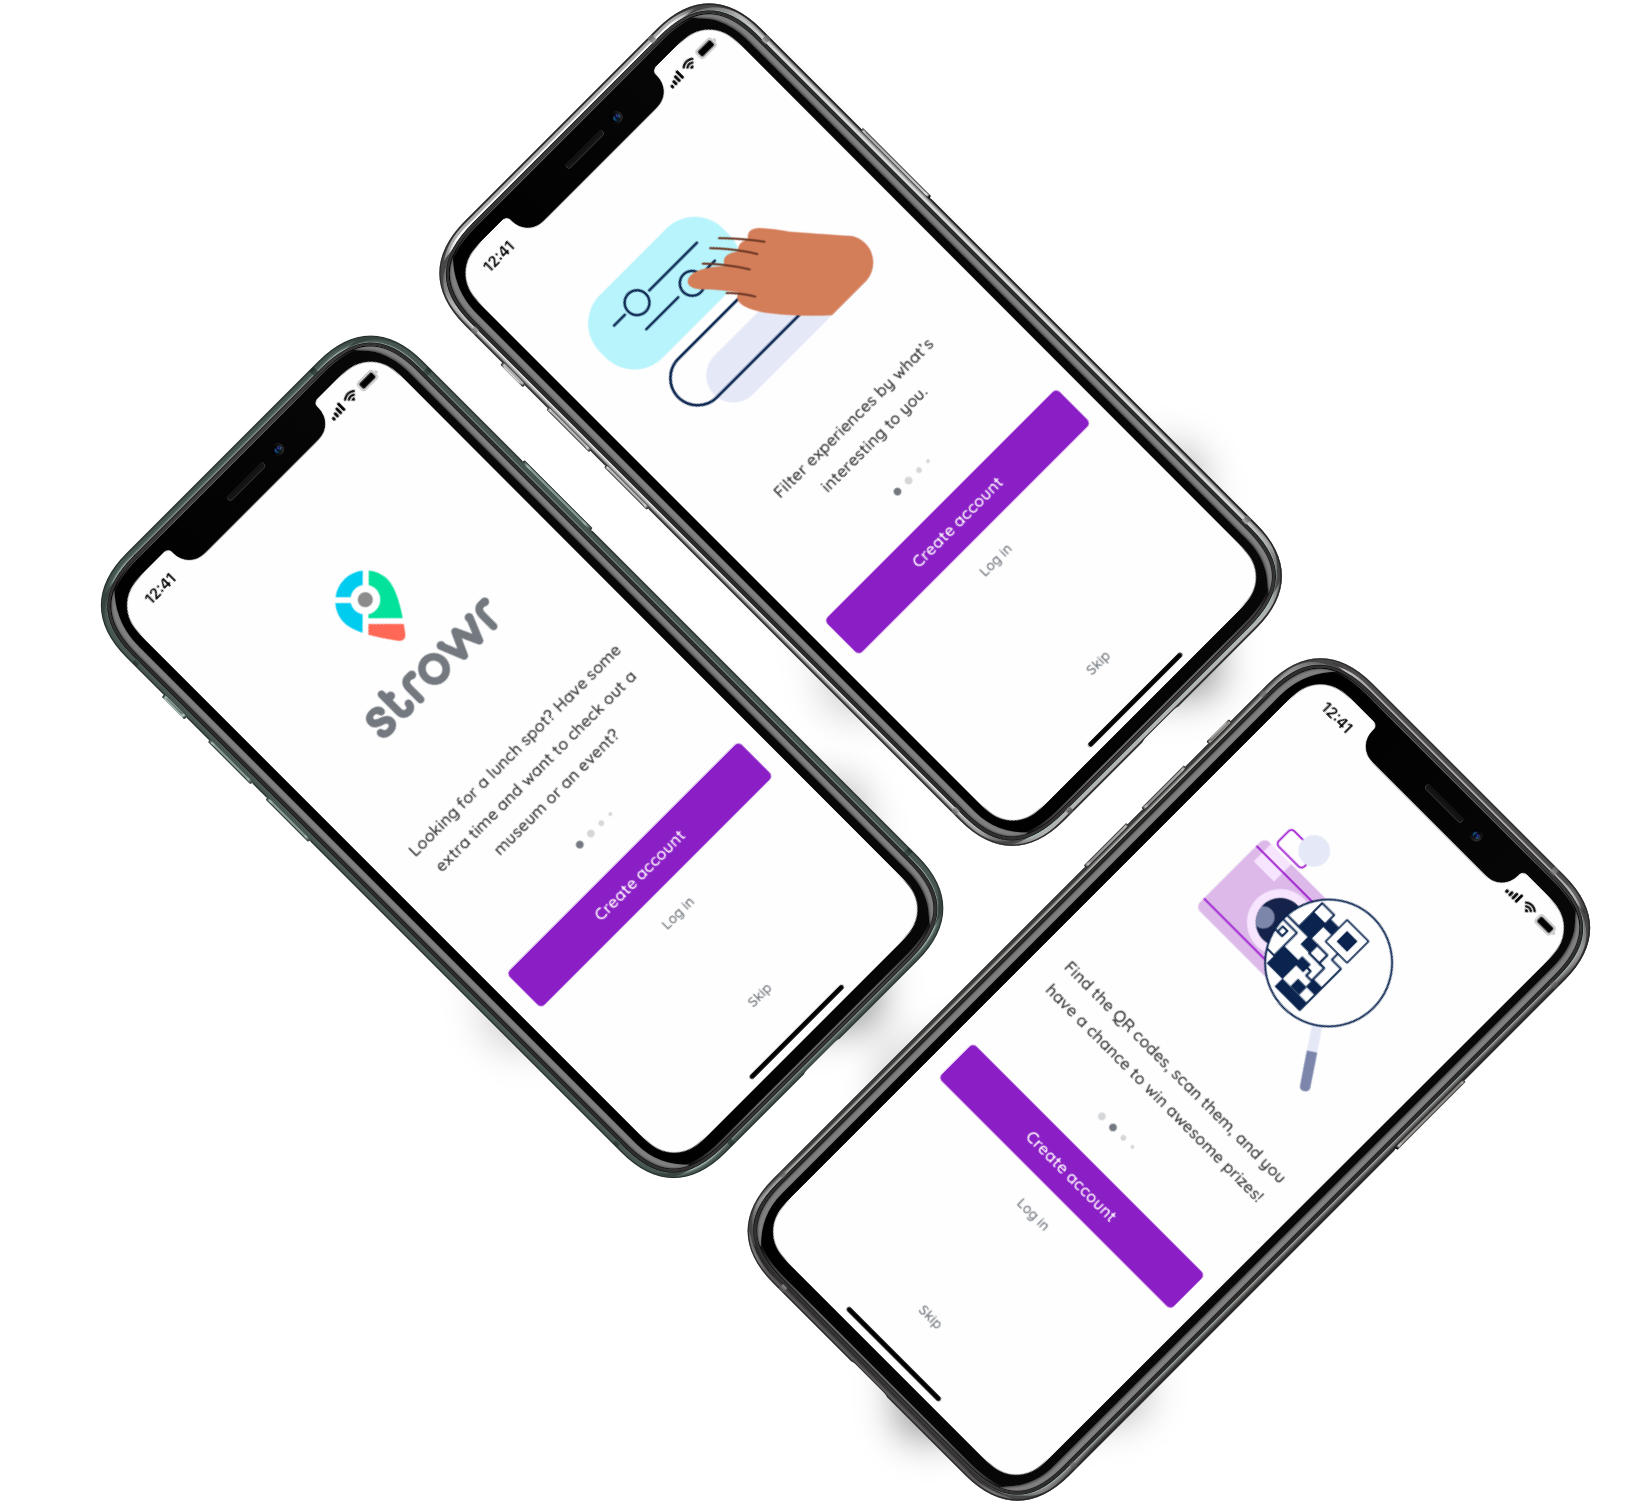 12:41
Filter experiences by what's
interesting to you.
Create account
Log in
Skip
12:41
strowr
Looking for a lunch spot? Have some
extra time and want to check out a
museum or an event?
Create account
Log in
Skip
12:41
Find the QR codes, scan them, and you
have a chance to win awesome prizes!
Create account
Log in
Skip